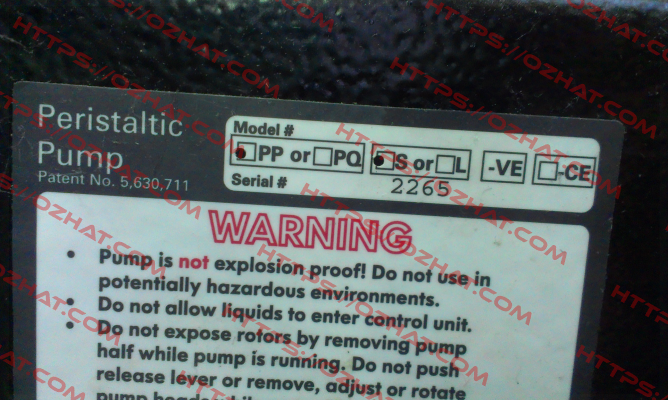 Peristaltic
Pump
Patent No. 5,630,711
Model #
PP or PQ S or L -VE -CE
Serial #
2265
WARNING
• Pump is not explosion proof! Do not use in
potentially hazardous environments.
• Do not allow liquids to enter control unit.
• Do not expose rotors by removing pump
half while pump is running. Do not push
release lever or remove, adjust or rotate
HTTPS://OZHAT.COM